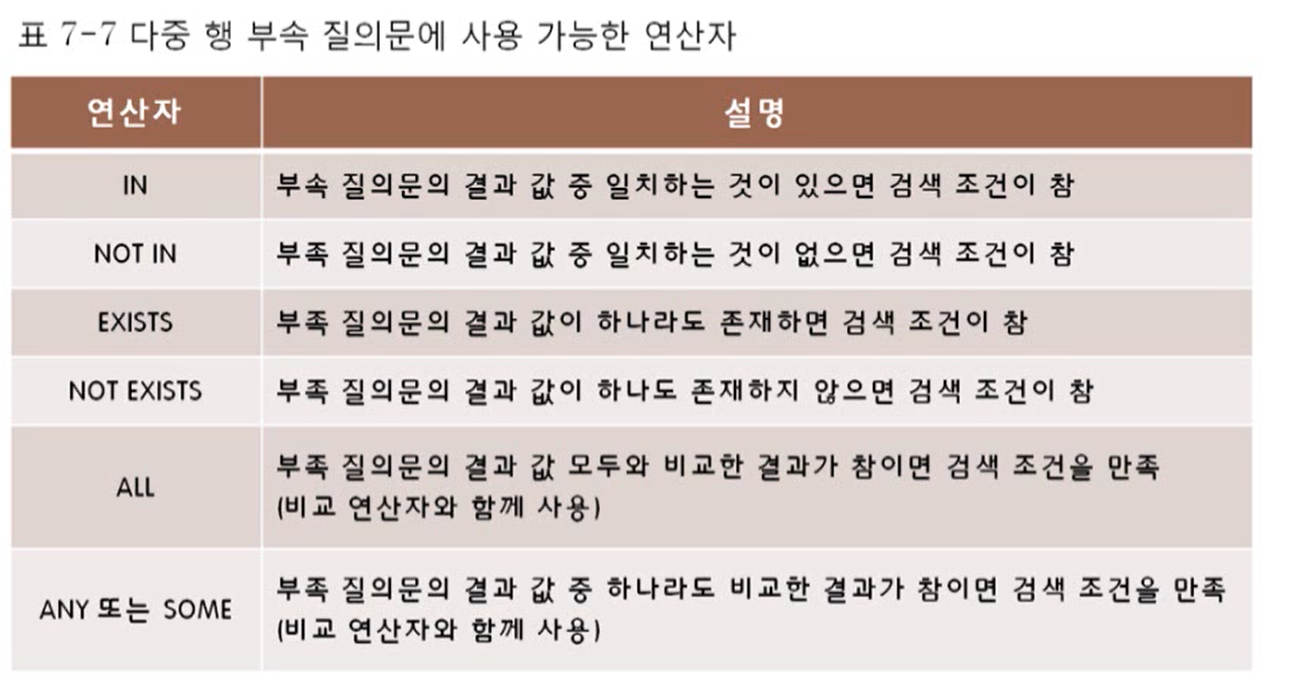 표 7-7 다중 행 부속 질의문에 사용 가능한 연산자
연산자 설명
IN 부속 질의문의 결과 값 중 일치하는 것이 있으면 검색 조건이 참
NOT IN 부족 질의문의 결과 값 중 일치하는 것이 없으면 검색 조건이 참
EXISTS 부족 질의문의 결과 값이 하나라도 존재하면 검색 조건이 참
NOT EXISTS 부족 질의문의 결과 값이 하나도 존재하지 않으면 검색 조건이 참
ALL 부족 질의문의 결과 값 모두와 비교한 결과가 참이면 검색 조건을 만족
(비교 연산자와 함께 사용)
ANY 또는 SOME 부족 질의문의 결과 값 중 하나라도 비교한 결과가 참이면 검색 조건을 만족
(비교 연산자와 함께 사용)